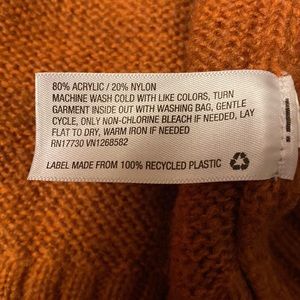 80% ACRYLIC / 20% NYLON
MACHINE WASH COLD WITH LIKE COLORS, TURN
GARMENT INSIDE OUT WITH WASHING BAG, GENTLE
CYCLE, ONLY NON-CHLORINE BLEACH IF NEEDED, LAY
FLAT TO DRY, WARM IRON IF NEEDED
RN17730 VN1268582
LABEL MADE FROM 100% RECYCLED PLASTIC